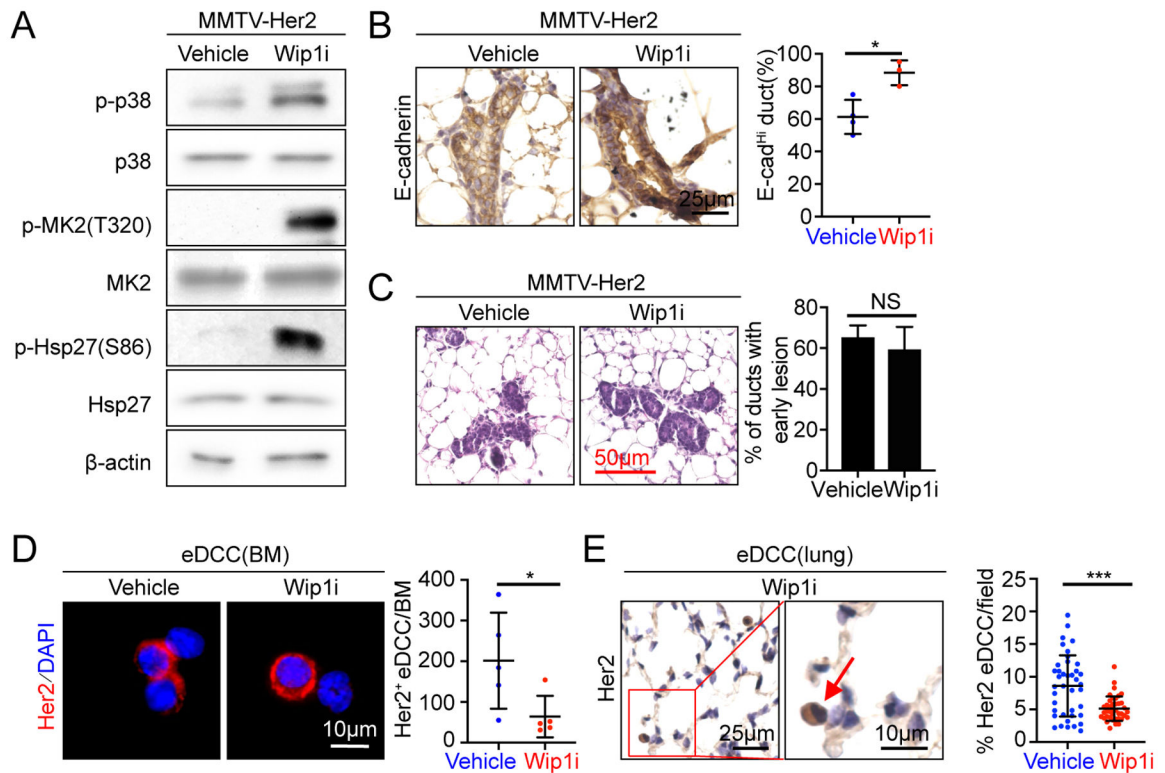 A
MMTV-Her2
Vehicle Wip1i
p-p38
p38
p-MK2(T320)
MK2
p-Hsp27(S86)
Hsp27
β-actin
B
MMTV-Her2
Vehicle Wip1i
E-cadherin
25μm
E-cadHi duct(%)
100
80
60
40
20
0
*
Vehicle Wip1i
C
MMTV-Her2
Vehicle Wip1i
50μm
% of ducts with
early lesion
80
60
40
20
0
NS
Vehicle Wip1i
D
eDCC(BM)
Vehicle Wip1i
Her2/DAPI
10μm
Her2+ eDCC/BM
400
300
200
100
0
*
Vehicle Wip1i
E
eDCC(lung)
Wip1i
Her2
25μm
10μm
% Her2 eDCC/field
25
20
15
10
5
0
***
Vehicle Wip1i